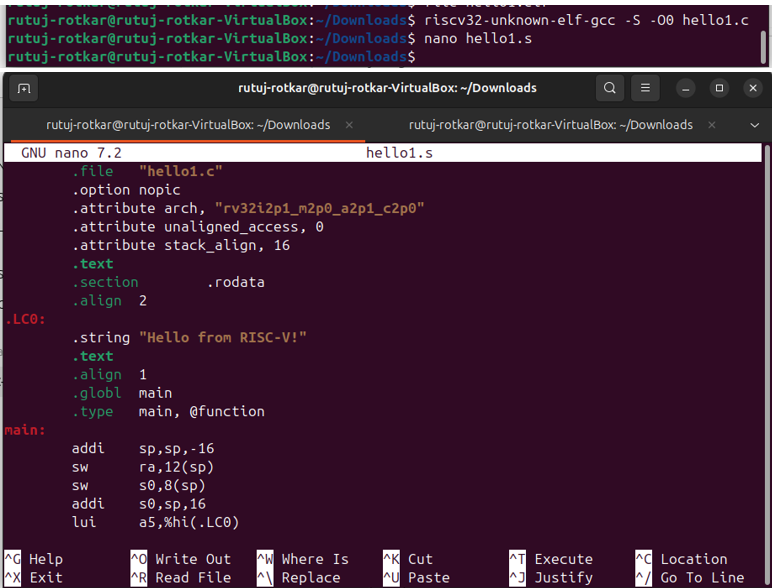 rutuj-rotkar@rutuj-rotkar-VirtualBox:~/Downloads$ riscv32-unknown-elf-gcc -S -O0 hello1.c
rutuj-rotkar@rutuj-rotkar-VirtualBox:~/Downloads$ nano hello1.s
rutuj-rotkar@rutuj-rotkar-VirtualBox:~/Downloads$
rutuj-rotkar@rutuj-rotkar-VirtualBox: ~/Downloads
rutuj-rotkar@rutuj-rotkar-VirtualBox: ~/Downloads × rutuj-rotkar@rutuj-rotkar-VirtualBox: ~/Downloads ×
GNU nano 7.2 hello1.s
.file "hello1.c"
.option nopic
.attribute arch, "rv32i2p1_m2p0_a2p1_c2p0"
.attribute unaligned_access, 0
.attribute stack_align, 16
.text
.section .rodata
.align 2
.LC0:
.string "Hello from RISC-V!"
.text
.align 1
.globl main
.type main, @function
main:
addi sp,sp,-16
sw ra,12(sp)
sw s0,8(sp)
addi s0,sp,16
lui a5,%hi(.LC0)
^G Help ^O Write Out ^W Where Is ^K Cut ^T Execute ^C Location
^X Exit ^R Read File ^\ Replace ^U Paste ^J Justify ^/ Go To Line